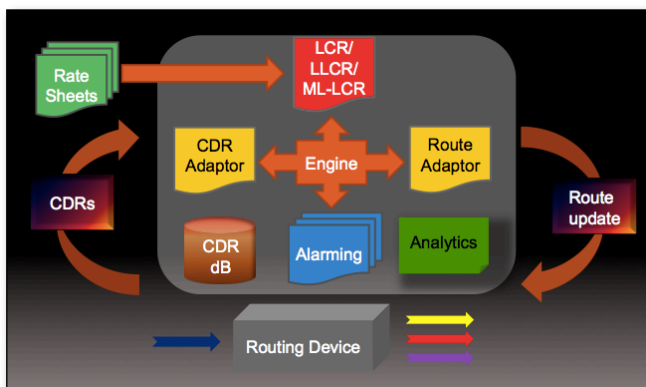 Rate
Sheets
LCR/
LLCR/
ML-LCR
CDR
Adaptor
Engine
Route
Adaptor
CDRs
Route
update
CDR
dB
Alarming
Analytics
Routing Device